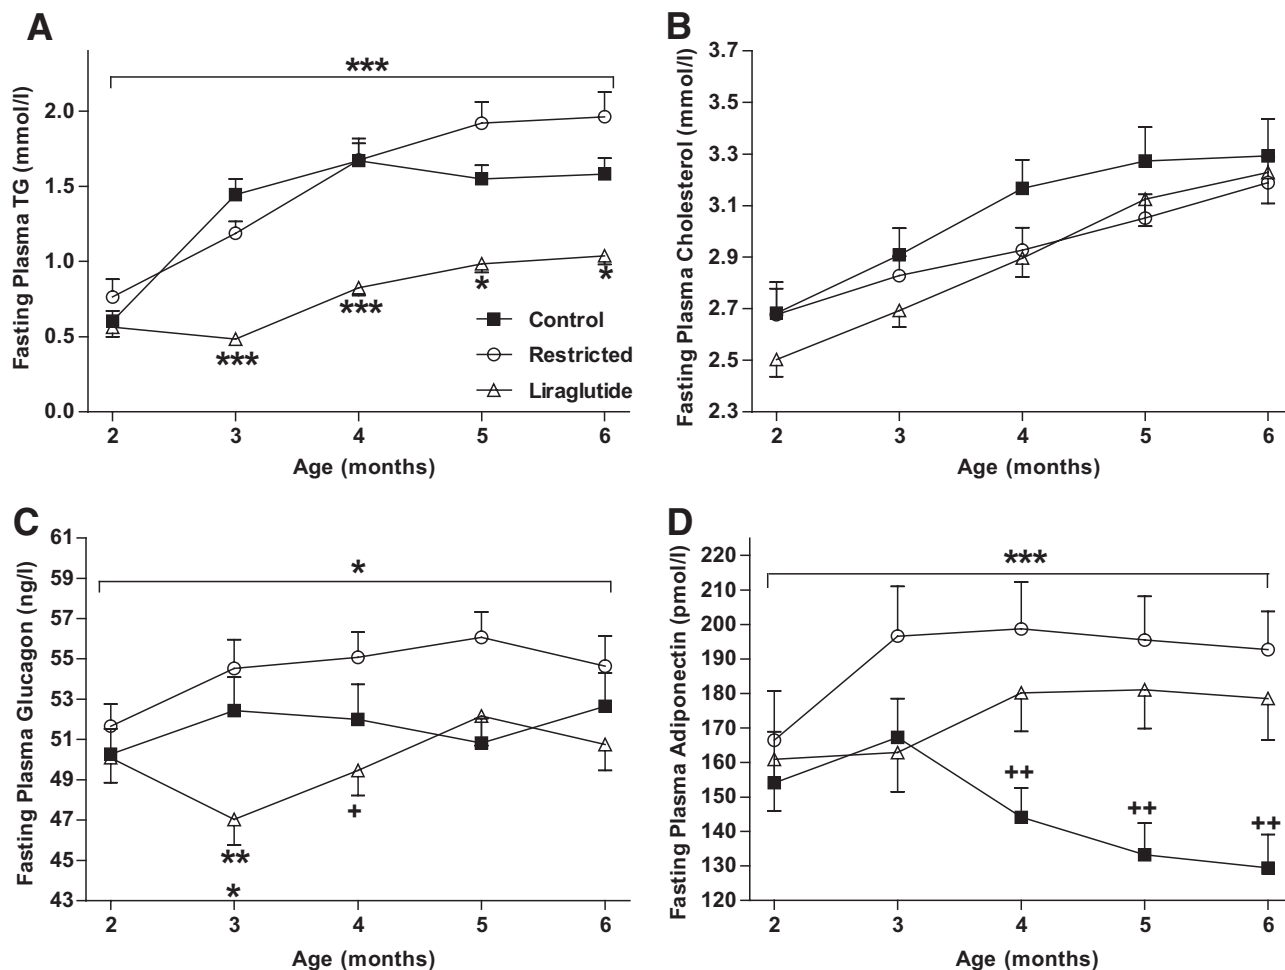 A
Fasting Plasma TG (mmol/l)
2.0
1.5
1.0
0.5
0.0
***
***
***
*
*
Control
Restricted
Liraglutide
2 3 4 5 6
Age (months)
B
Fasting Plasma Cholesterol (mmol/l)
3.7
3.5
3.3
3.1
2.9
2.7
2.5
2.3
2 3 4 5 6
Age (months)
C
Fasting Plasma Glucagon (ng/l)
61
59
57
55
53
51
49
47
45
43
*
+
**
*
2 3 4 5 6
Age (months)
D
Fasting Plasma Adiponectin (pmol/l)
220
210
200
190
180
170
160
150
140
130
120
***
++
++
++
2 3 4 5 6
Age (months)